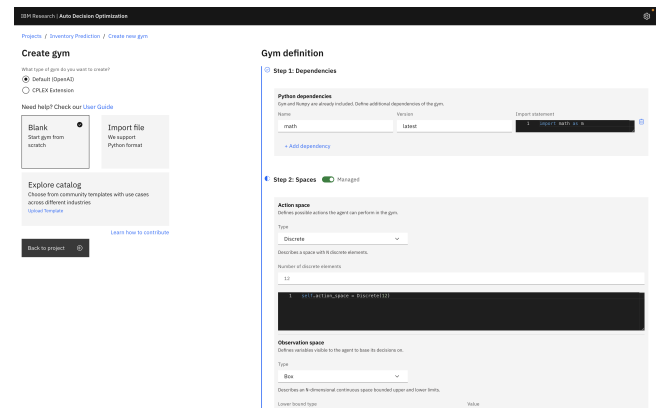 IBM Research | Auto Decision Optimization
Projects / Inventory Prediction / Create new gym
Create gym
What type of gym do you want to create?
Default (OpenAI)
CPLEX Extension
Need help? Check our User Guide
Blank
Start gym from
scratch
Import file
We support
Python format
Explore catalog
Choose from community templates with use cases
across different industries
Upload Template
Learn how to contribute
Back to project
Gym definition
Step 1: Dependencies
Python dependencies
Gym and Numpy are already included. Define additional dependencies of the gym.
Name Version Import statement
math latest 1 import math as m
+ Add dependency
Step 2: Spaces Managed
Action space
Defines possible actions the agent can perform in the gym.
Type
Discrete
Describes a space with N discrete elements.
Number of discrete elements
12
1 self.action_space = Discrete(12)
Observation space
Defines variables visible to the agent to base its decisions on.
Type
Box
Describes an N-dimensional continuous space bounded upper and lower limits.
Lower bound type Value